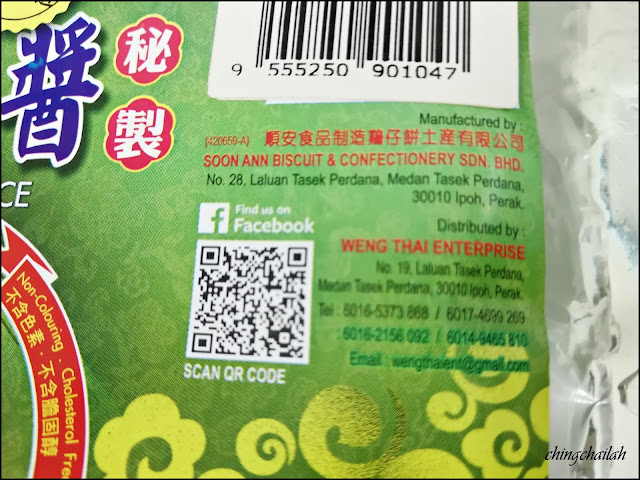 醬
秘
製
CE
Non-Colouring . Cholesterol Free
不含色素．不含膽固醇
9 555250 901047
Manufactured by :
(420659-A) 順安食品制造鷄仔餅土産有限公司
SOON ANN BISCUIT & CONFECTIONERY SDN. BHD.
No. 28, Laluan Tasek Perdana, Medan Tasek Perdana,
30010 Ipoh, Perak.
Find us on
Facebook
SCAN QR CODE
Distributed by :
WENG THAI ENTERPRISE
No. 19, Laluan Tasek Perdana,
Medan Tasek Perdana, 30010 Ipoh, Perak.
Tel : 6016-5373 868 / 6017-4699 269
: 6016-2156 092 / 6014-9465 810
Email : wengthaient@gmail.com
chingchailah